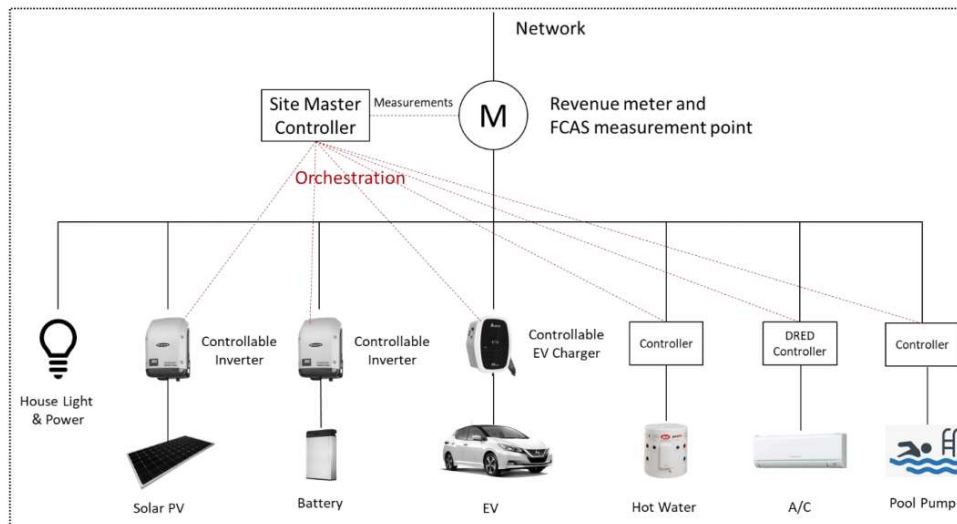 Network
Site Master
Controller
Measurements
M
Revenue meter and
FCAS measurement point
Orchestration
Controllable
Inverter
Controllable
Inverter
Controllable
EV Charger
Controller
DRED
Controller
Controller
House Light
& Power
Solar PV
Battery
EV
Hot Water
A/C
Pool Pump